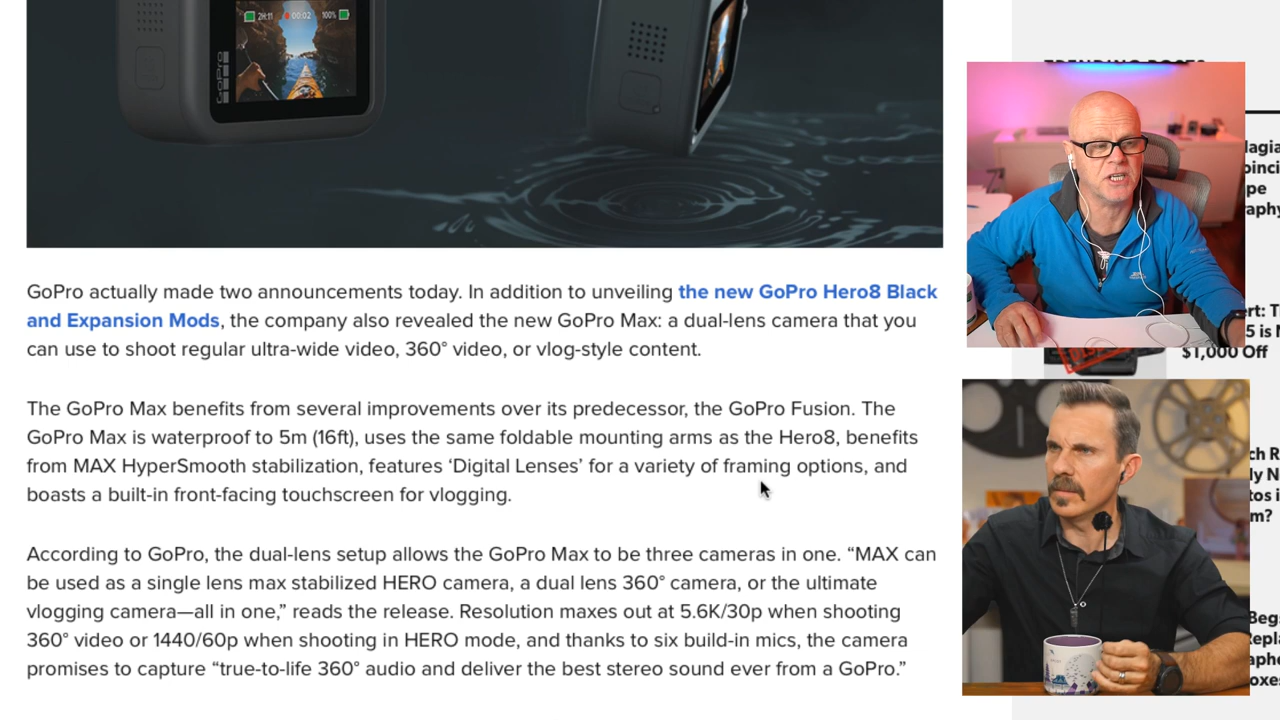 2H:11 00:02 100%
GoPro
GoPro actually made two announcements today. In addition to unveiling the new GoPro Hero8 Black
and Expansion Mods, the company also revealed the new GoPro Max: a dual-lens camera that you
can use to shoot regular ultra-wide video, 360° video, or vlog-style content.
The GoPro Max benefits from several improvements over its predecessor, the GoPro Fusion. The
GoPro Max is waterproof to 5m (16ft), uses the same foldable mounting arms as the Hero8, benefits
from MAX HyperSmooth stabilization, features ‘Digital Lenses’ for a variety of framing options, and
boasts a built-in front-facing touchscreen for vlogging.
According to GoPro, the dual-lens setup allows the GoPro Max to be three cameras in one. “MAX can
be used as a single lens max stabilized HERO camera, a dual lens 360° camera, or the ultimate
vlogging camera—all in one,” reads the release. Resolution maxes out at 5.6K/30p when shooting
360° video or 1440/60p when shooting in HERO mode, and thanks to six build-in mics, the camera
promises to capture “true-to-life 360° audio and deliver the best stereo sound ever from a GoPro.”
$1,000 Off